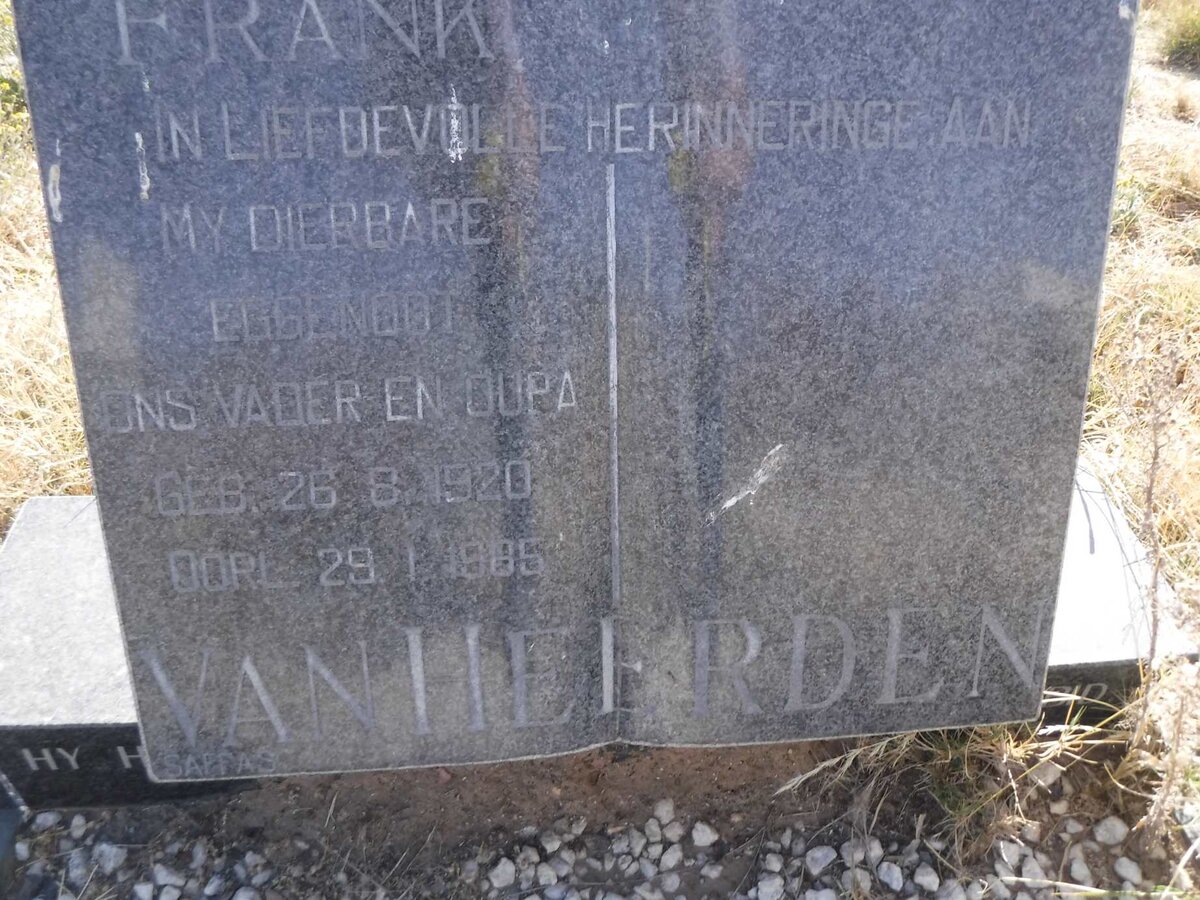 FRANK
IN LIEFDEVOLLE HERINNERINGE AAN
MY DIERBARE
EGGENOOT
ONS VADER EN OUPA
GEB. 26. 8. 1920
OORL. 29. 1. 1985
VAN HEERDEN
HY